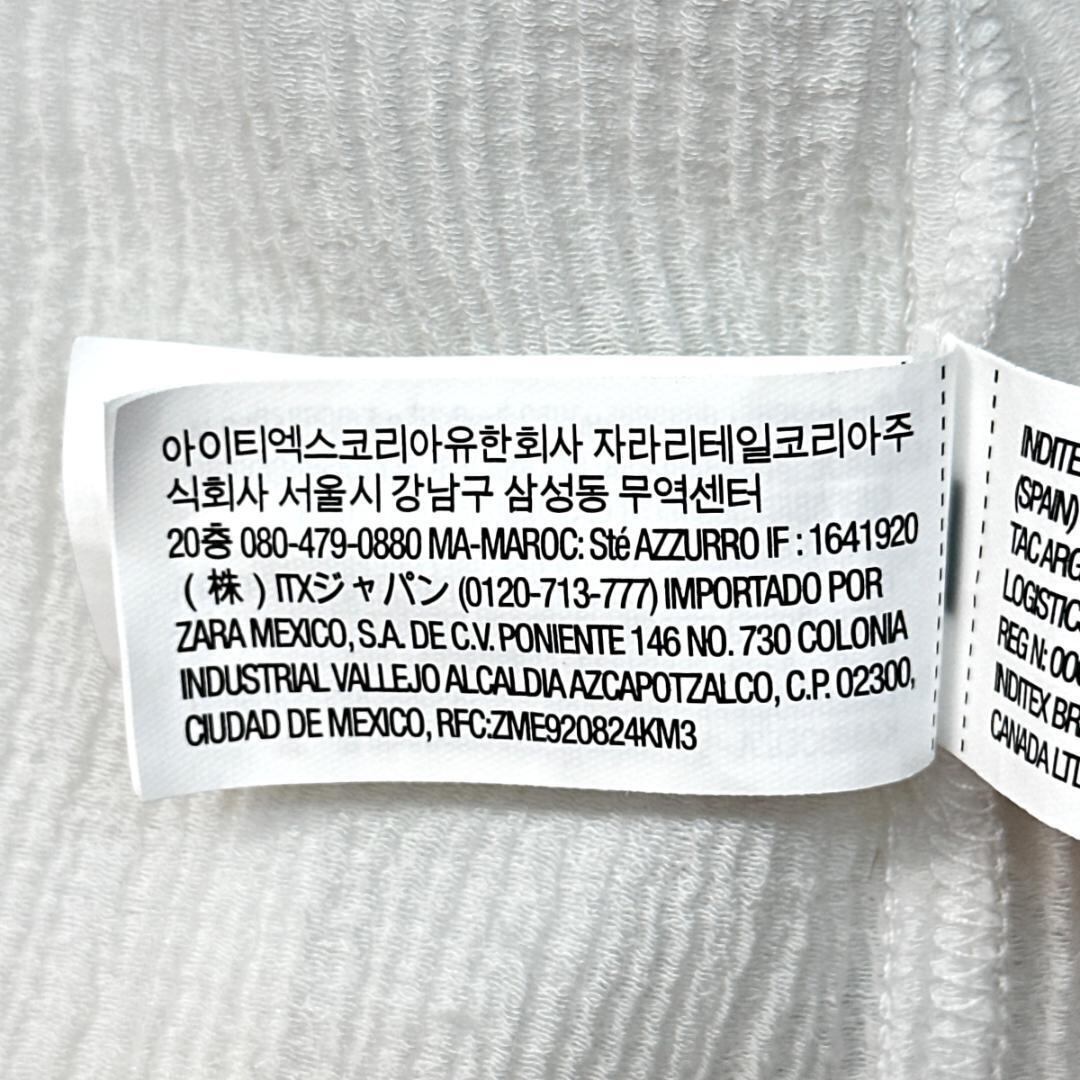 아이티엑스코리아유한회사 자라리테일코리아주
식회사 서울시 강남구 삼성동 무역센터
20층 080-479-0880 MA-MAROC: Sté AZZURRO IF : 1641920
(株) ITXジャパン (0120-713-777) IMPORTADO POR
ZARA MEXICO, S.A. DE C.V. PONIENTE 146 NO. 730 COLONIA
INDUSTRIAL VALLEJO ALCALDIA AZCAPOTZALCO, C.P. 02300,
CIUDAD DE MEXICO, RFC:ZME920824KM3
(SPAIN)
REG N:
INDITEX
CANADA